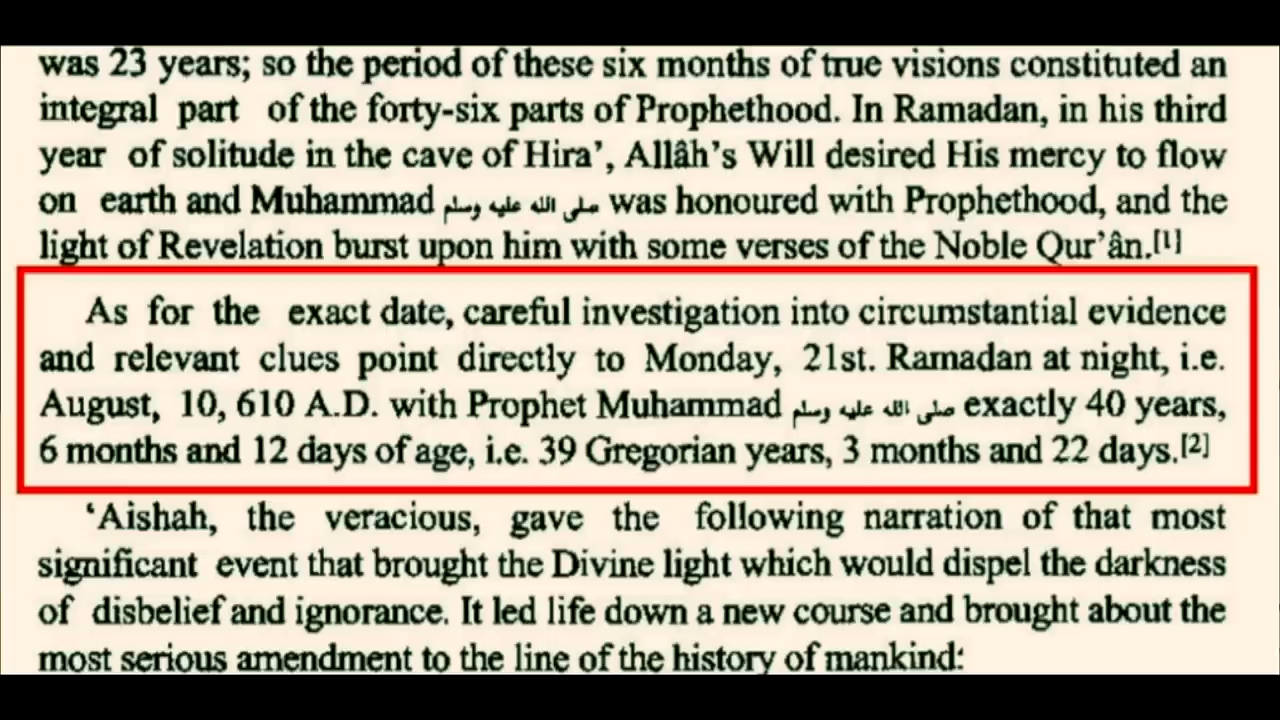 was 23 years; so the period of these six months of true visions constituted an
integral part of the forty-six parts of Prophethood. In Ramadan, in his third
year of solitude in the cave of Hira’, Allâh’s Will desired His mercy to flow
on earth and Muhammad صلى الله عليه وسلم was honoured with Prophethood, and the
light of Revelation burst upon him with some verses of the Noble Qur’ân.[1]
As for the exact date, careful investigation into circumstantial evidence
and relevant clues point directly to Monday, 21st. Ramadan at night, i.e.
August, 10, 610 A.D. with Prophet Muhammad صلى الله عليه وسلم exactly 40 years,
6 months and 12 days of age, i.e. 39 Gregorian years, 3 months and 22 days.[2]
‘Aishah, the veracious, gave the following narration of that most
significant event that brought the Divine light which would dispel the darkness
of disbelief and ignorance. It led life down a new course and brought about the
most serious amendment to the line of the history of mankind: